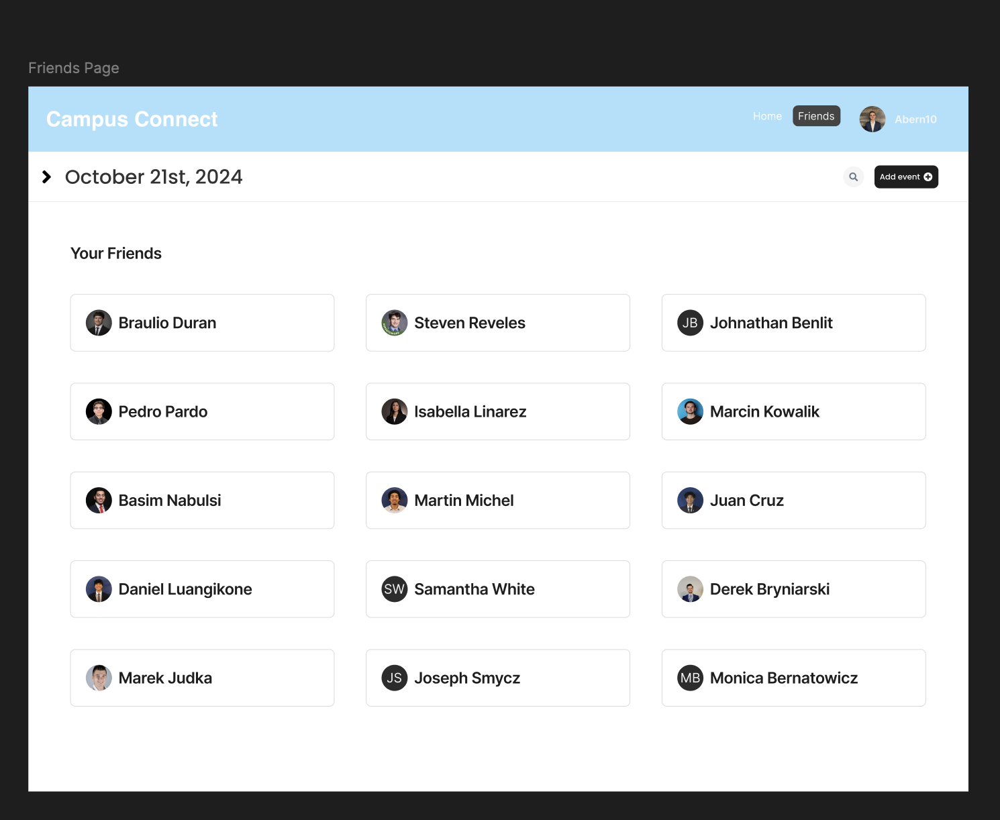 Friends Page
Campus Connect
Home
Friends
Abern10
October 21st, 2024
Add event
Your Friends
Braulio Duran
Steven Reveles
JB
Johnathan Benlit
Pedro Pardo
Isabella Linarez
Marcin Kowalik
Basim Nabulsi
Martin Michel
Juan Cruz
Daniel Luangikone
SW
Samantha White
Derek Bryniarski
Marek Judka
JS
Joseph Smycz
MB
Monica Bernatowicz